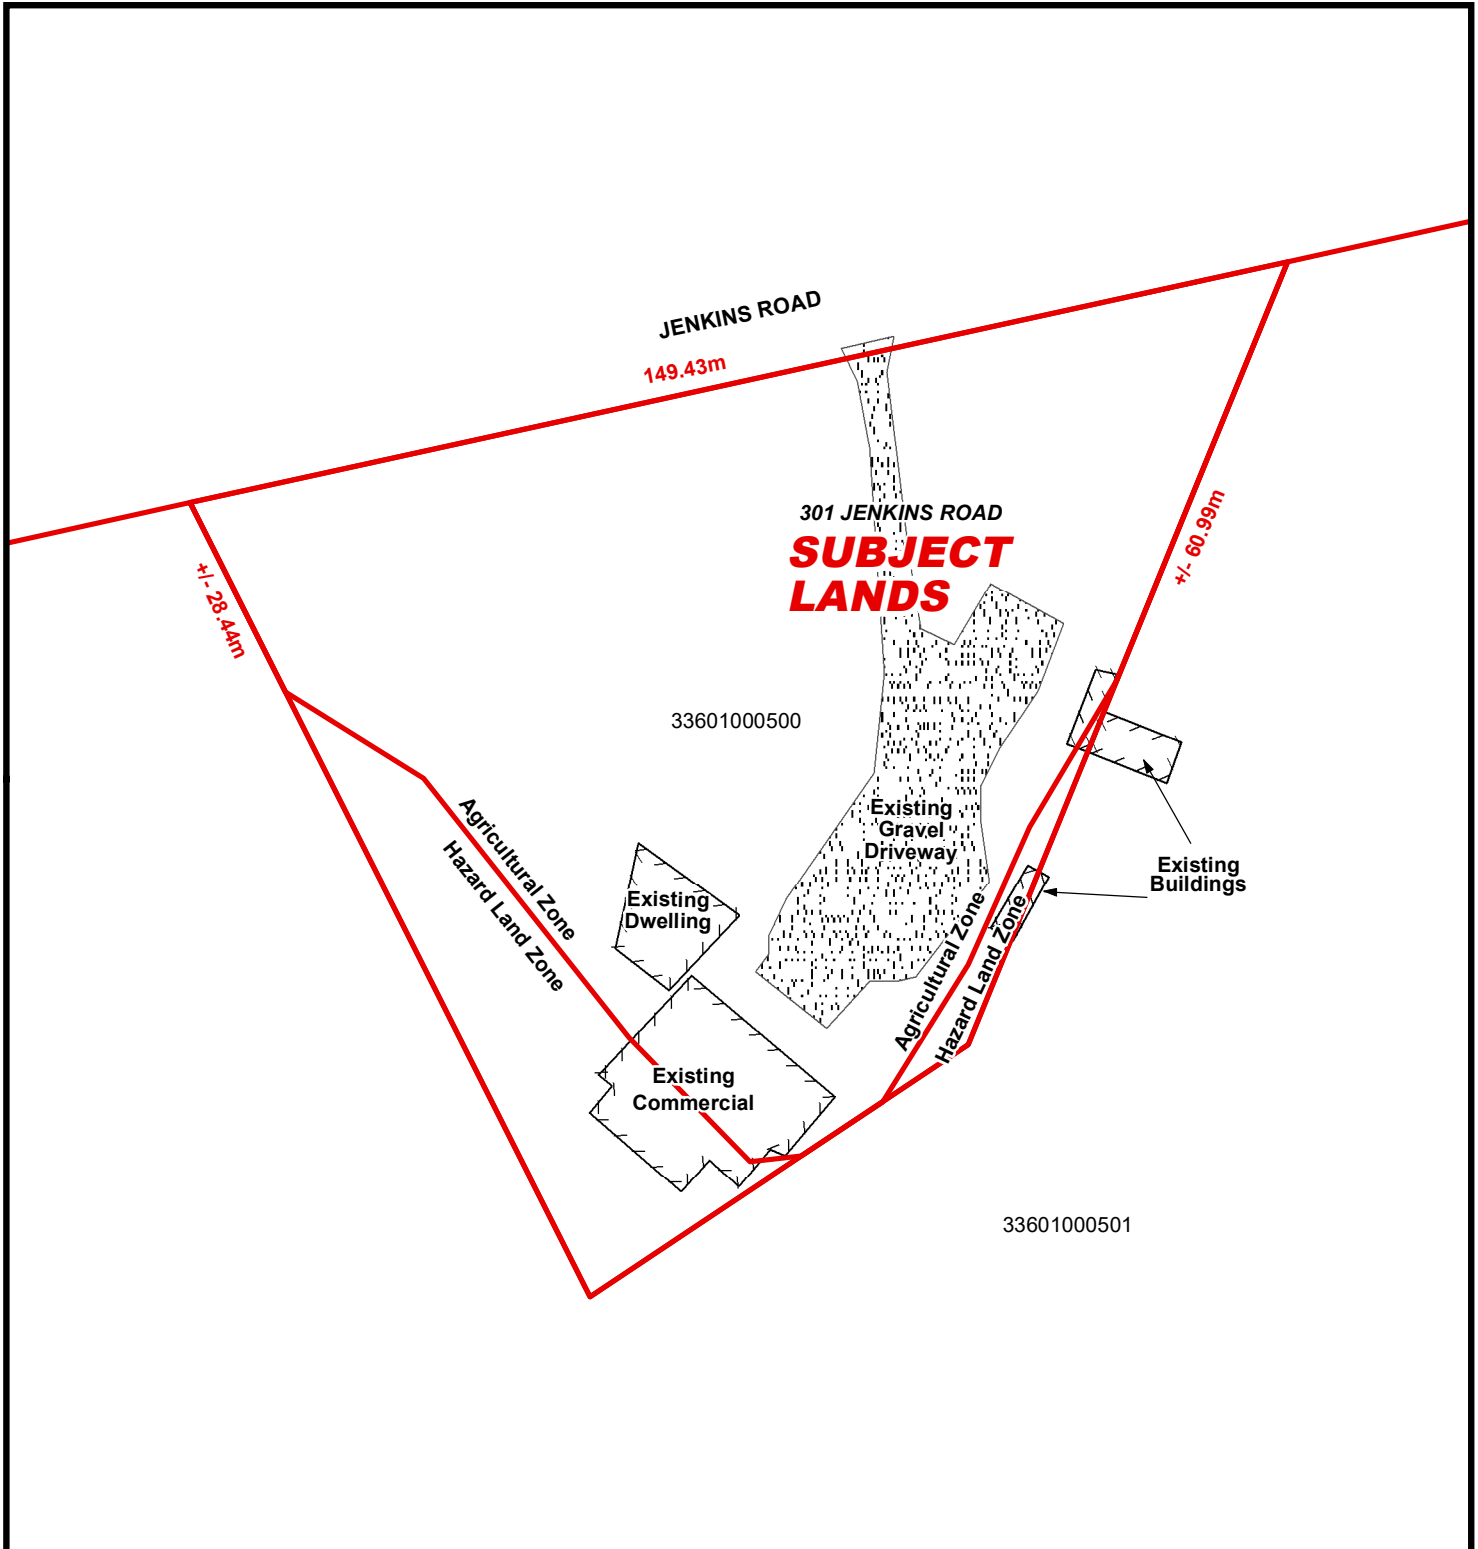 JENKINS ROAD
149.43m
301 JENKINS ROAD
SUBJECT
LANDS
+/- 60.99m
+/- 28.44m
33601000500
Existing
Gravel
Driveway
Existing
Buildings
Agricultural Zone
Hazard Land Zone
Existing
Dwelling
Agricultural Zone
Hazard Land Zone
Existing
Commercial
33601000501